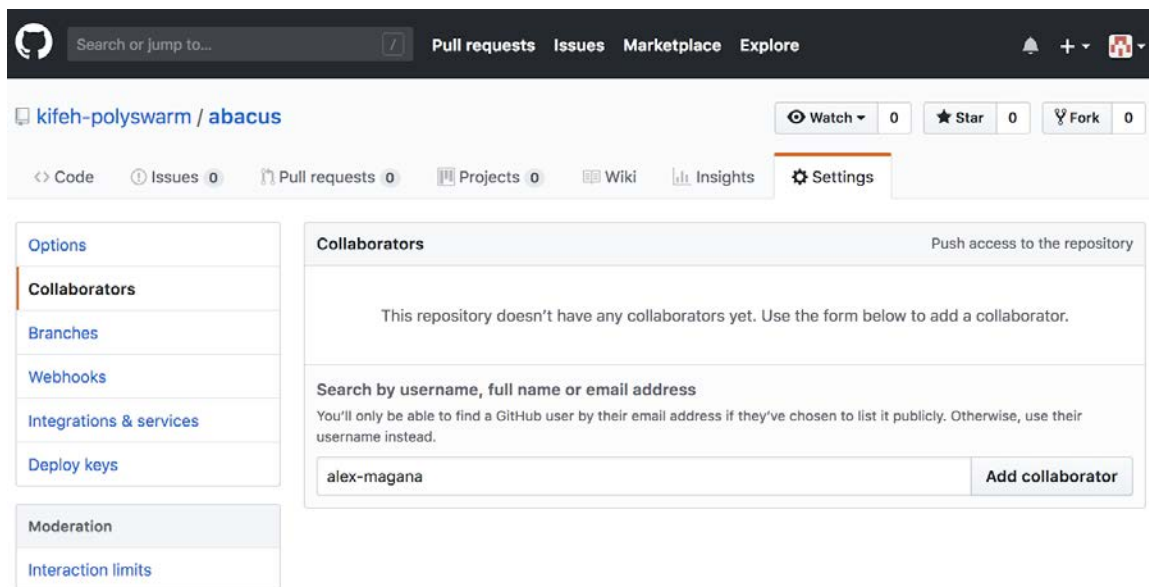 Search or jump to... /
Pull requests Issues Marketplace Explore
kifeh-polyswarm / abacus
Watch 0 Star 0 Fork 0
<> Code Issues 0 Pull requests 0 Projects 0 Wiki Insights Settings
Options
Collaborators
Branches
Webhooks
Integrations & services
Deploy keys
Moderation
Interaction limits
Collaborators Push access to the repository
This repository doesn't have any collaborators yet. Use the form below to add a collaborator.
Search by username, full name or email address
You'll only be able to find a GitHub user by their email address if they've chosen to list it publicly. Otherwise, use their
username instead.
alex-magana Add collaborator